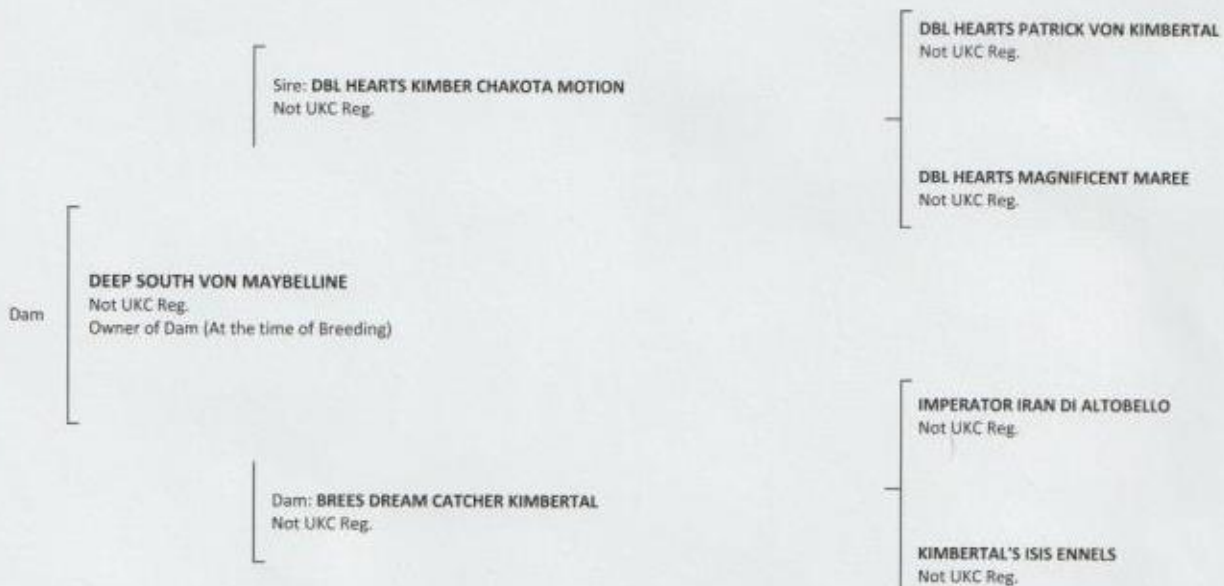 DBL HEARTS PATRICK VON KIMBERTAL
Not UKC Reg.
Sire: DBL HEARTS KIMBER CHAKOTA MOTION
Not UKC Reg.
DBL HEARTS MAGNIFICENT MAREE
Not UKC Reg.
Dam
DEEP SOUTH VON MAYBELLINE
Not UKC Reg.
Owner of Dam (At the time of Breeding)
IMPERATOR IRAN DI ALTOBELLO
Not UKC Reg.
Dam: BREES DREAM CATCHER KIMBERTAL
Not UKC Reg.
KIMBERTAL'S ISIS ENNELS
Not UKC Reg.